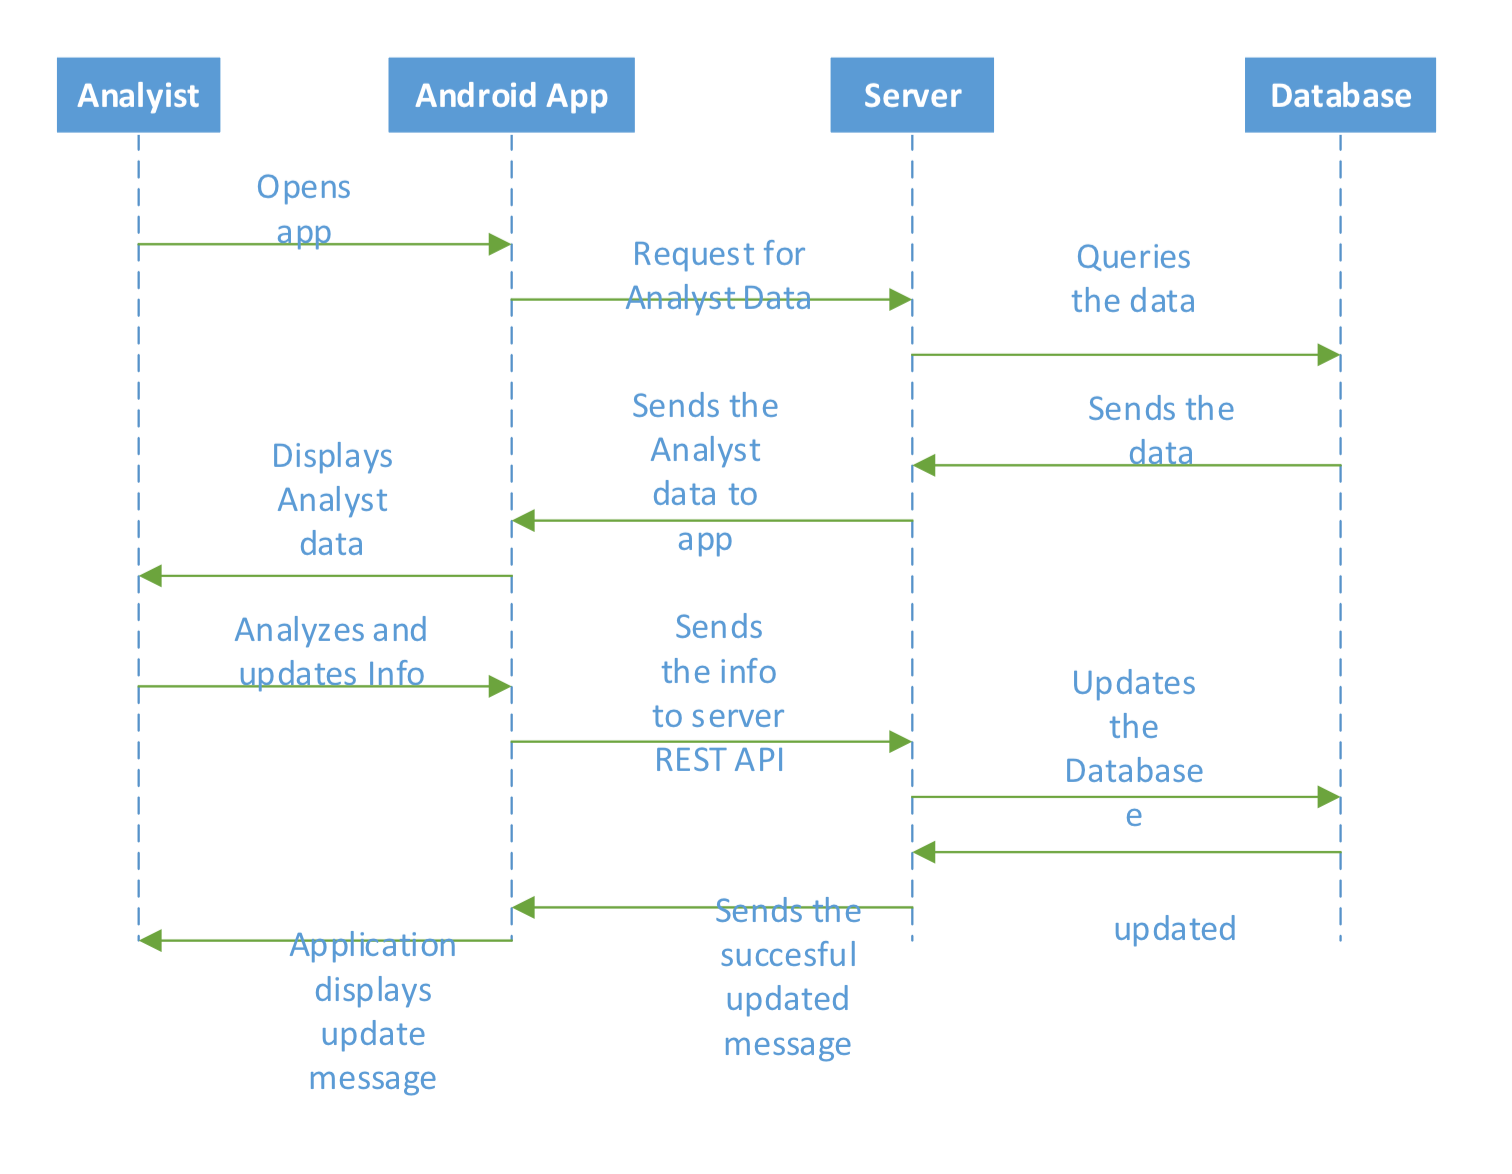 Analyist
Android App
Server
Database
Opens
app
Request for
Analyst Data
Queries
the data
Sends the
Analyst
data to
app
Sends the
data
Displays
Analyst
data
Analyzes and
updates Info
Sends
the info
to server
REST API
Updates
the
Database
e
Sends the
succesful
updated
message
updated
Application
displays
update
message